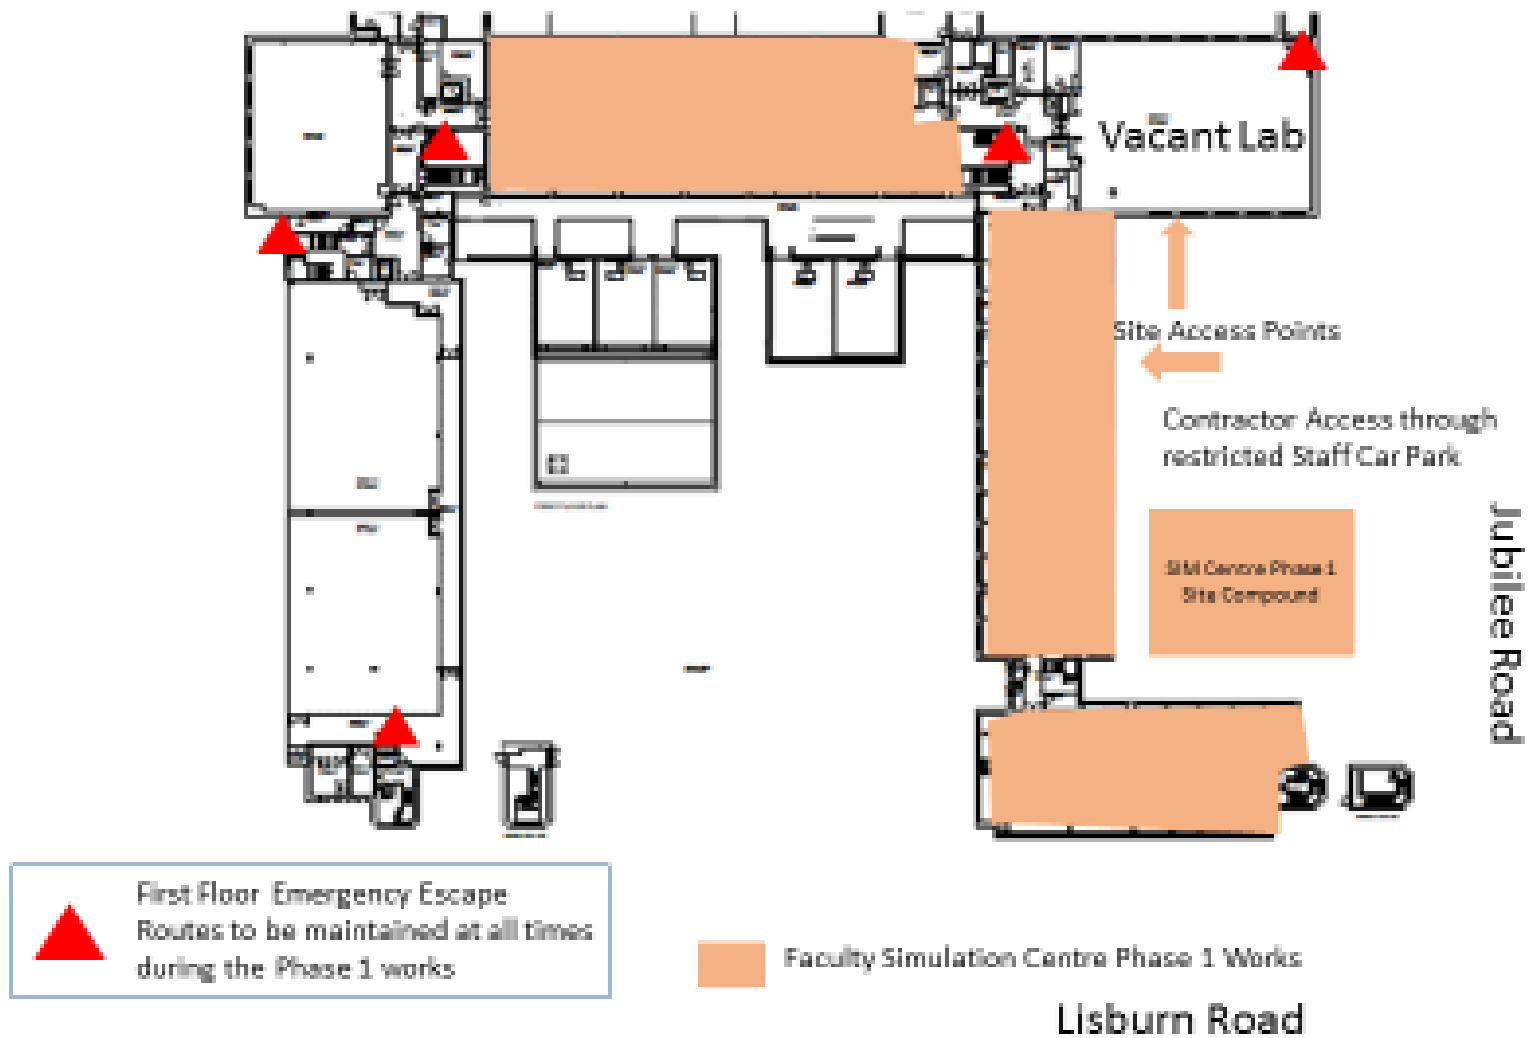 Vacant Lab
Site Access Points
Contractor Access through
restricted Staff Car Park
SIM Centre Phase 1
Site Compound
Jubilee Road
First Floor Emergency Escape
Routes to be maintained at all times
during the Phase 1 works
Faculty Simulation Centre Phase 1 Works
Lisburn Road